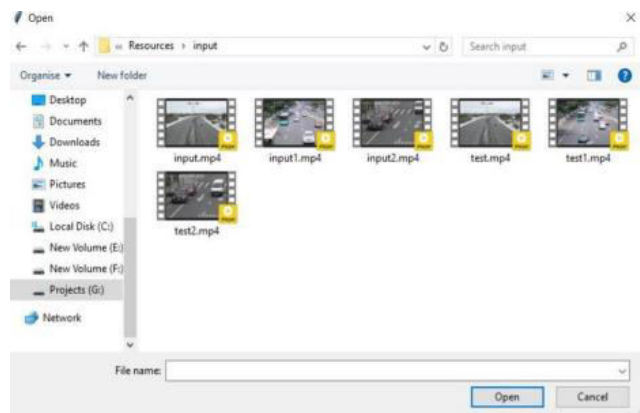 Open
« Resources › input
Search input
Organise
New folder
Desktop
Documents
Downloads
Music
Pictures
Videos
Local Disk (C:)
New Volume (E:)
New Volume (F:)
Projects (G:)
Network
input.mp4 input1.mp4 input2.mp4 test.mp4 test1.mp4
test2.mp4
File name:
Open Cancel